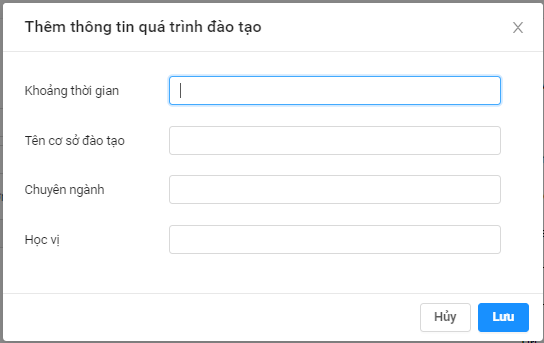 Thêm thông tin quá trình đào tạo
Khoảng thời gian
Tên cơ sở đào tạo
Chuyên ngành
Học vị
Hủy Lưu